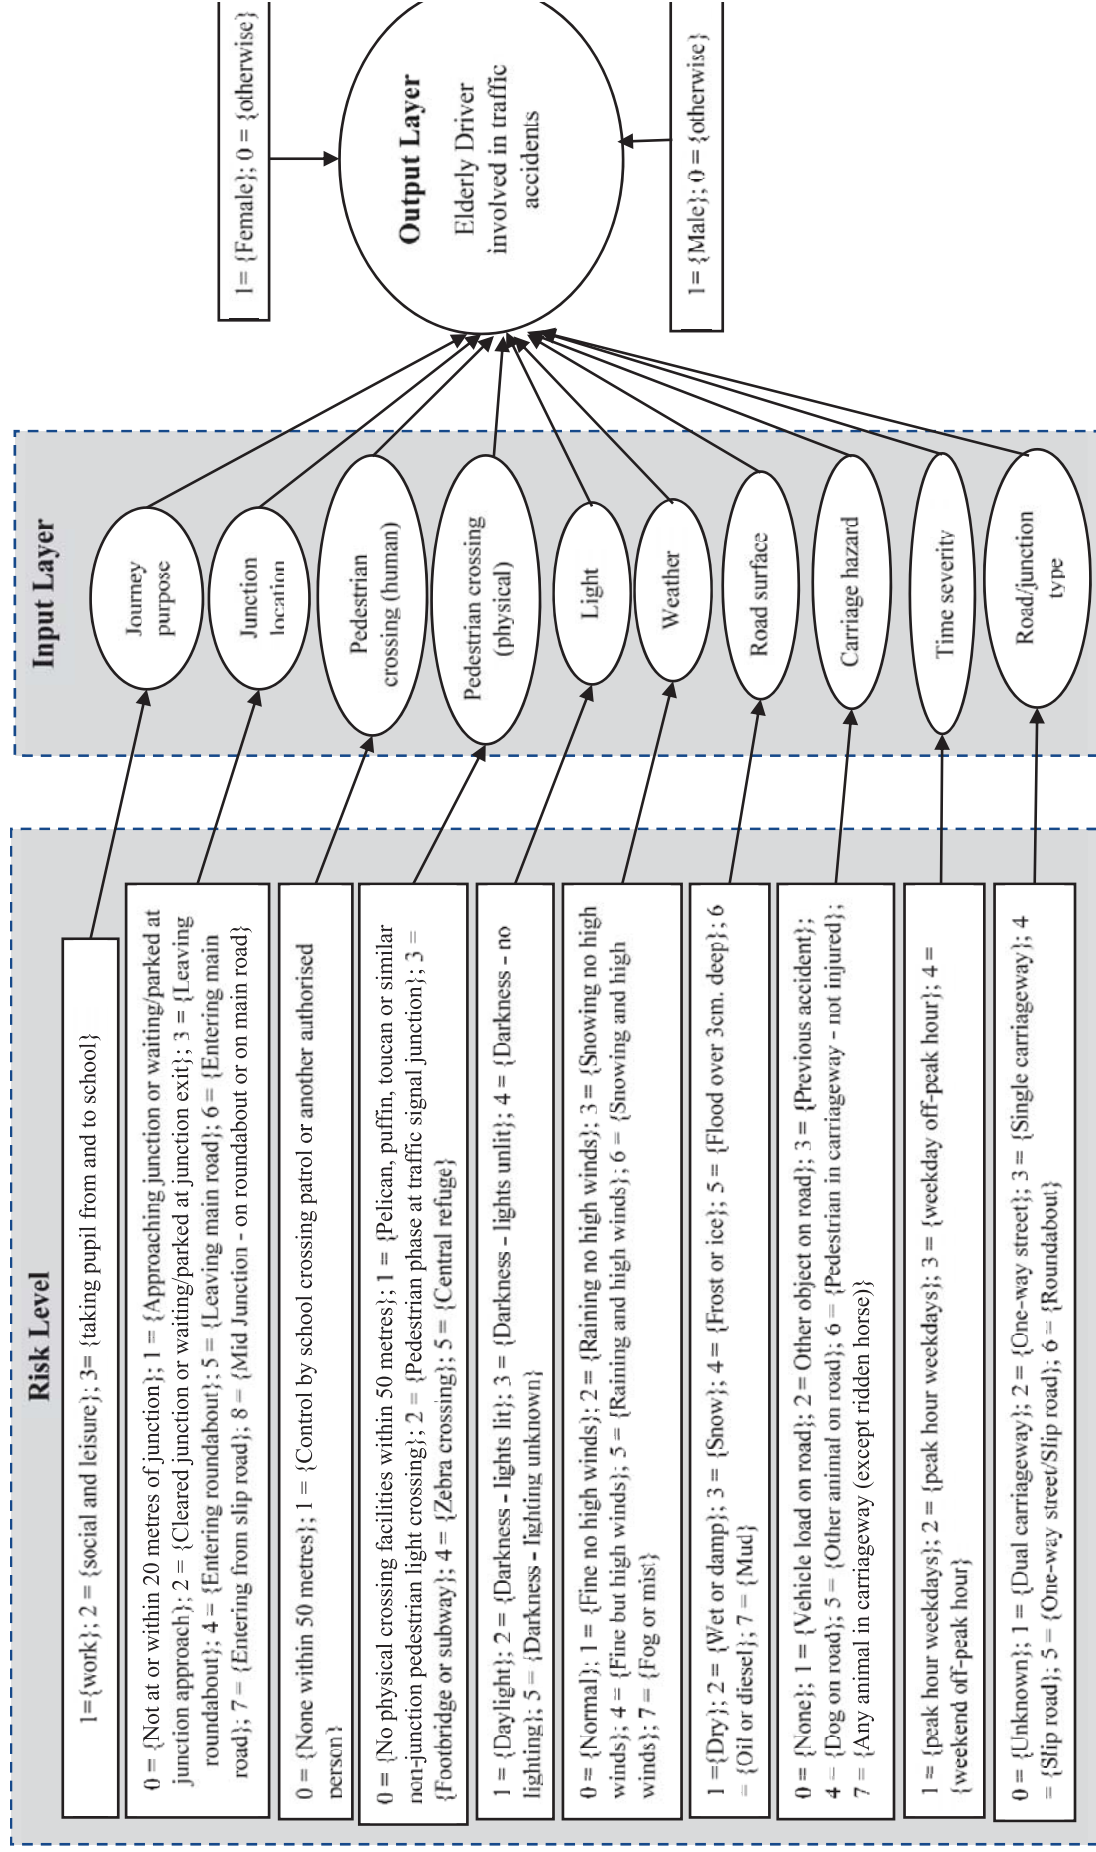 Risk Level
1={work}; 2 = {social and leisure}; 3= {taking pupil from and to school}
0 = {Not at or within 20 metres of junction}; 1 = {Approaching junction or waiting/parked at
junction approach}; 2 = {Cleared junction or waiting/parked at junction exit}; 3 = {Leaving
roundabout}; 4 = {Entering roundabout}; 5 = {Leaving main road}; 6 = {Entering main
road}; 7 = {Entering from slip road}; 8 = {Mid Junction - on roundabout or on main road}
0 = {None within 50 metres}; 1 = {Control by school crossing patrol or another authorised
person}
0 = {No physical crossing facilities within 50 metres}; 1 = {Pelican, puffin, toucan or similar
non-junction pedestrian light crossing}; 2 = {Pedestrian phase at traffic signal junction}; 3 =
{Footbridge or subway}; 4 = {Zebra crossing}; 5 = {Central refuge}
1 = {Daylight}; 2 = {Darkness - lights lit}; 3 = {Darkness - lights unlit}; 4 = {Darkness - no
lighting}; 5 = {Darkness - lighting unknown}
0 = {Normal}; 1 = {Fine no high winds}; 2 = {Raining no high winds}; 3 = {Snowing no high
winds}; 4 = {Fine but high winds}; 5 = {Raining and high winds}; 6 = {Snowing and high
winds}; 7 = {Fog or mist}
1 ={Dry}; 2 = {Wet or damp}; 3 = {Snow}; 4 = {Frost or ice}; 5 = {Flood over 3cm. deep}; 6
= {Oil or diesel}; 7 = {Mud}
0 = {None}; 1 = {Vehicle load on road}; 2 = Other object on road}; 3 = {Previous accident};
4 = {Dog on road}; 5 = {Other animal on road}; 6 = {Pedestrian in carriageway - not injured};
7 = {Any animal in carriageway (except ridden horse)}
1 = {peak hour weekdays}; 2 = {peak hour weekdays}; 3 = {weekday off-peak hour}; 4 =
{weekend off-peak hour}
0 = {Unknown}; 1 = {Dual carriageway}; 2 = {One-way street}; 3 = {Single carriageway}; 4
= {Slip road}; 5 = {One-way street/Slip road}; 6 = {Roundabout}
Input Layer
Journey
purpose
Junction
location
Pedestrian
crossing (human)
Pedestrian crossing
(physical)
Light
Weather
Road surface
Carriage hazard
Time severity
Road/junction
type
1= {Female}; 0 = {otherwise}
Output Layer
Elderly Driver
involved in traffic
accidents
1= {Male}; 0 = {otherwise}